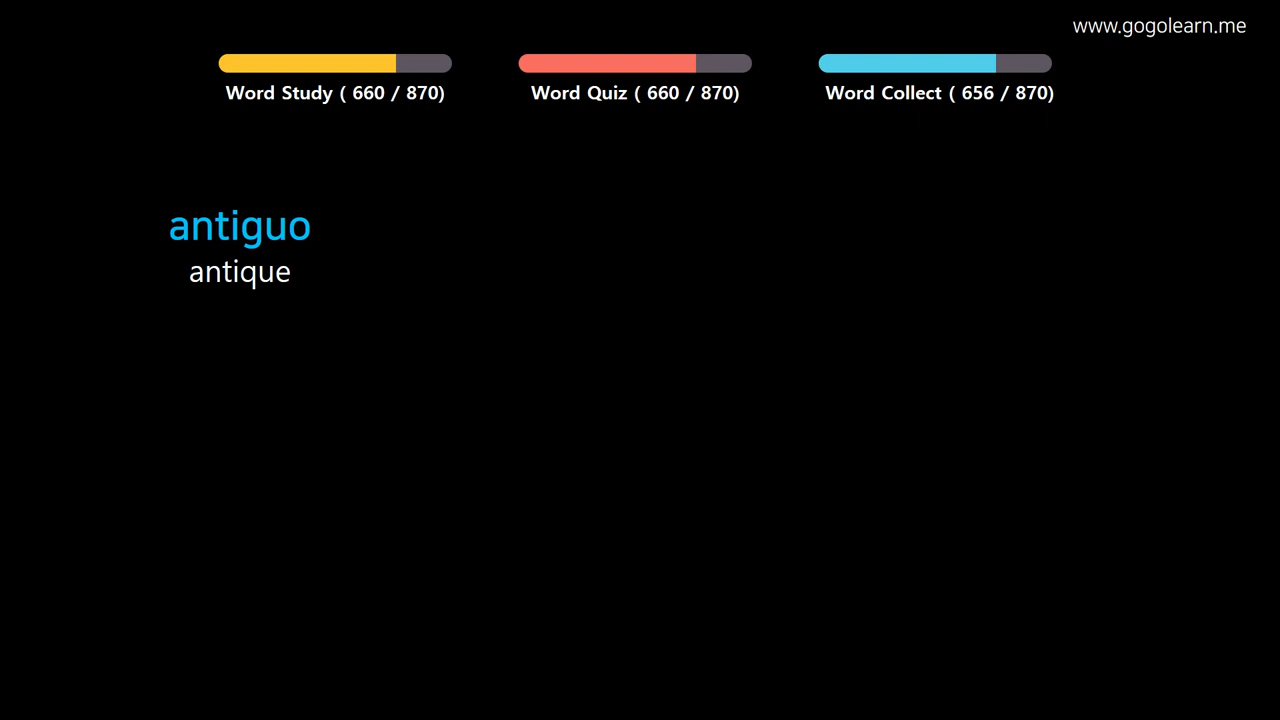 www.gogolearn.me
Word Study ( 660 / 870)
Word Quiz ( 660 / 870)
Word Collect ( 656 / 870)
antiguo
antique